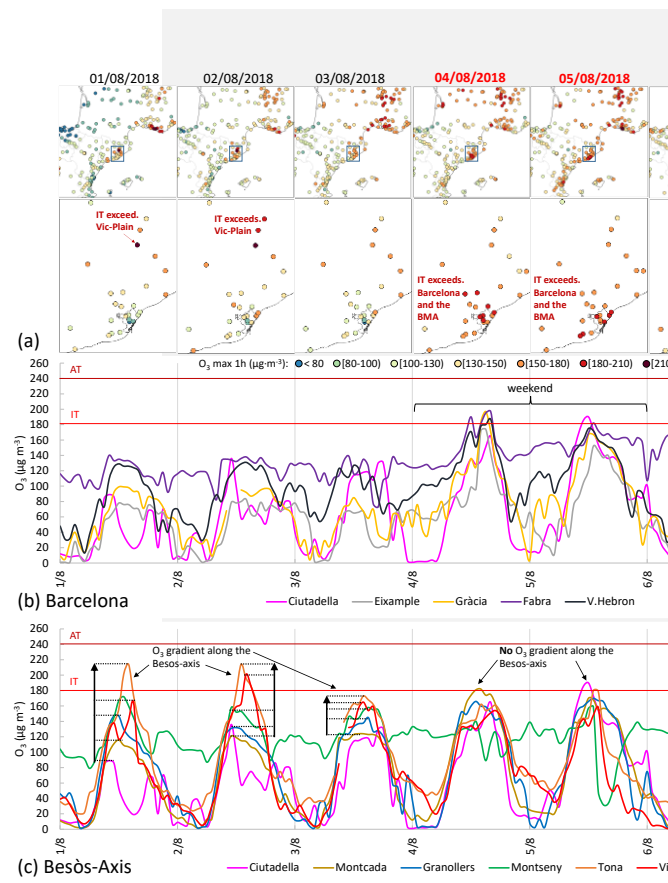 01/08/2018 02/08/2018 03/08/2018 04/08/2018 05/08/2018
IT exceed.
Vic-Plain
IT exceeds.
Vic-Plain
IT exceeds.
Barcelona
and the
BMA
IT exceeds.
Barcelona
and the
BMA
(a)
O₃ max 1h (µg·m⁻³): < 80 [80-100) [100-130) [130-150) [150-180) [180-210) [210
260
240
220
200
180
160
140
120
100
80
60
40
20
0
O₃ (µg m⁻³)
AT
IT
weekend
1/8 2/8 3/8 4/8 5/8 6/8
(b) Barcelona
Ciutadella Eixample Gràcia Fabra V.Hebron
260
240
220
200
180
160
140
120
100
80
60
40
20
0
O₃ (µg m⁻³)
AT
IT
O₃ gradient along the
Besos-axis
No O₃ gradient along the
Besòs-axis
1/8 2/8 3/8 4/8 5/8 6/8
(c) Besòs-Axis
Ciutadella Montcada Granollers Montseny Tona Vi